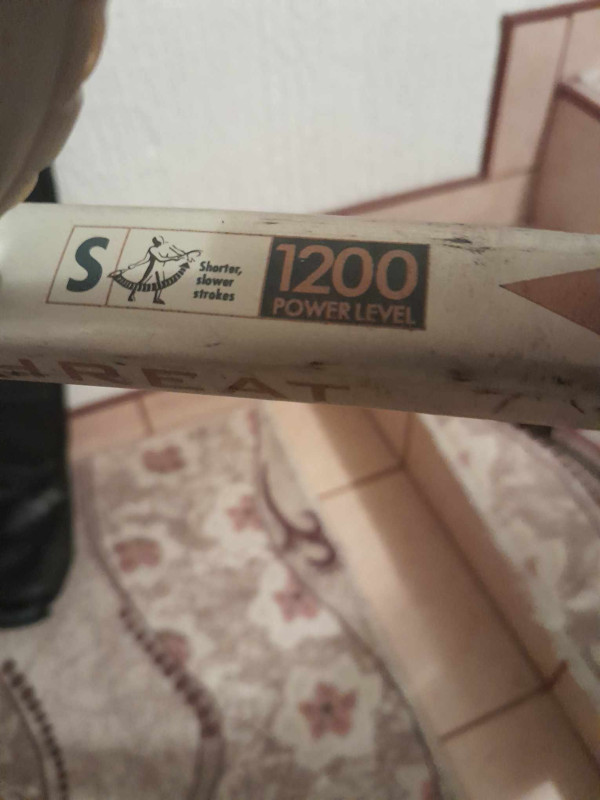 S
Shorter,
slower
strokes
1200
POWER LEVEL